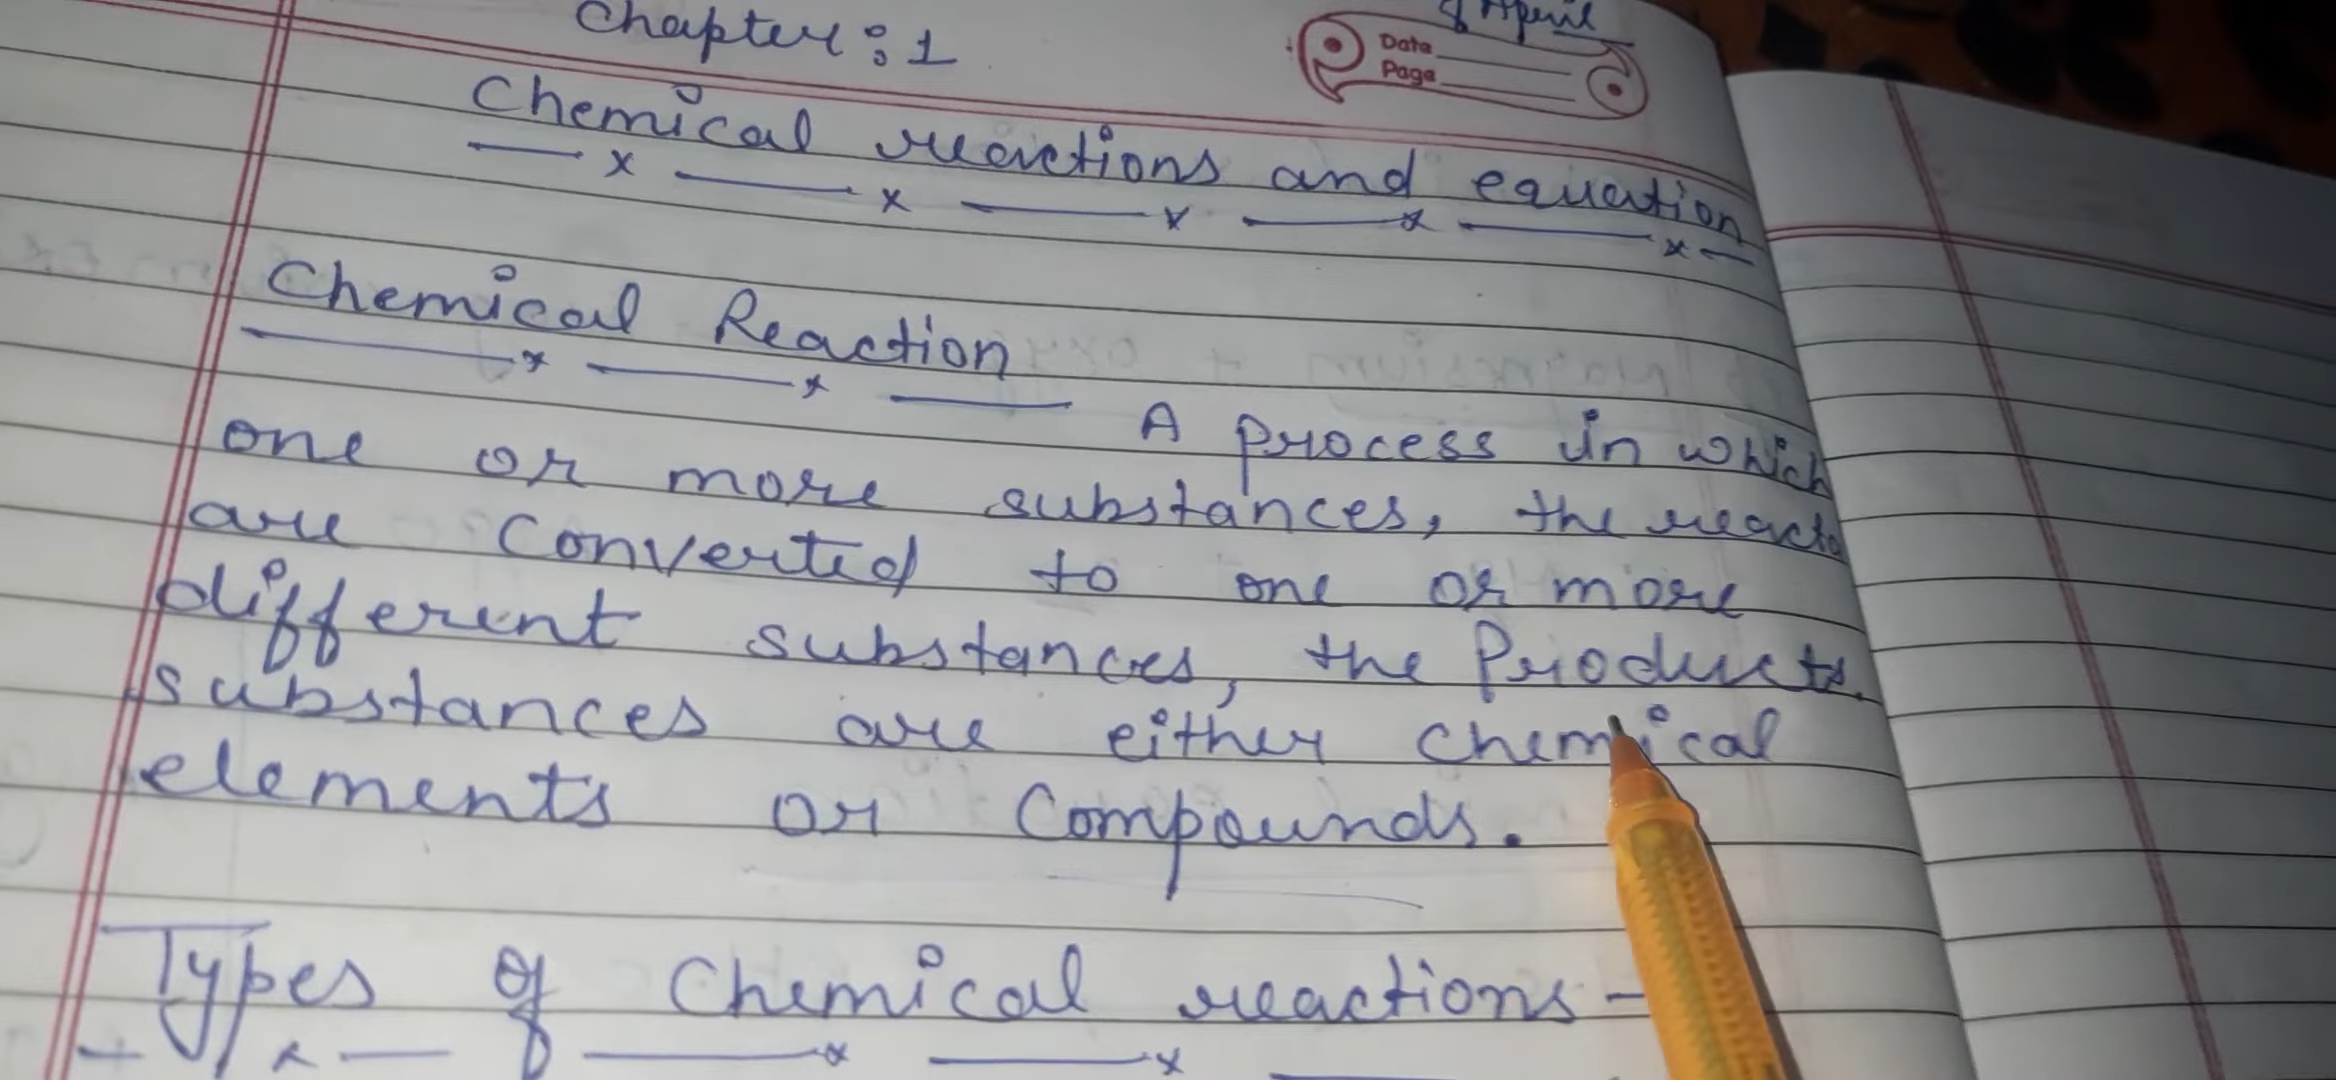 Chapter : 1
April
Date
Page
Chemical reactions and equation
Chemical Reaction
A process in which
one or more substances, the reacta
are converted to one or more
different substances, the Products.
substances are either chemical
elements or compounds.
Types of Chemical reactions -